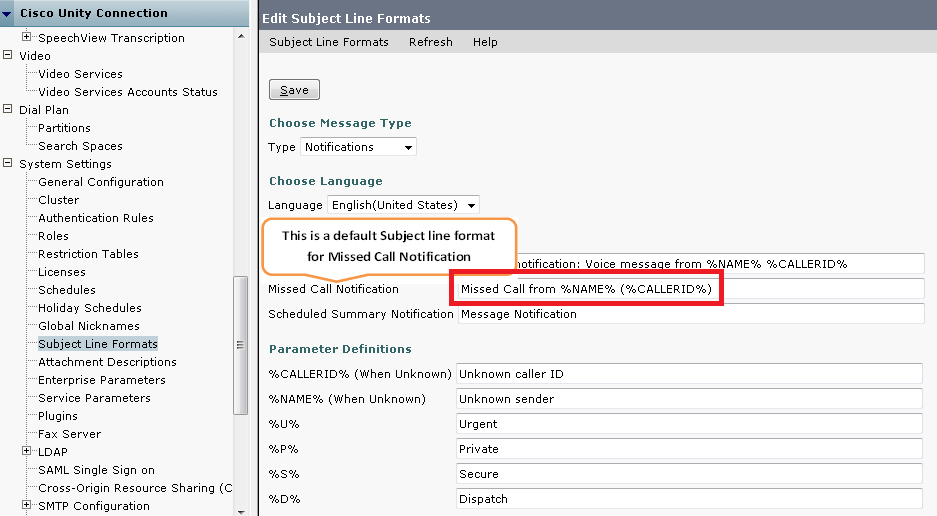 Cisco Unity Connection
SpeechView Transcription
Video
Video Services
Video Services Accounts Status
Dial Plan
Partitions
Search Spaces
System Settings
General Configuration
Cluster
Authentication Rules
Roles
Restriction Tables
Licenses
Schedules
Holiday Schedules
Global Nicknames
Subject Line Formats
Attachment Descriptions
Enterprise Parameters
Service Parameters
Plugins
Fax Server
LDAP
SAML Single Sign on
Cross-Origin Resource Sharing (C
SMTP Configuration
Edit Subject Line Formats
Subject Line Formats Refresh Help
Save
Choose Message Type
Type Notifications
Choose Language
Language English(United States)
This is a default Subject line format
for Missed Call Notification
notification: Voice message from %NAME% %CALLERID%
Missed Call Notification Missed Call from %NAME% (%CALLERID%)
Scheduled Summary Notification Message Notification
Parameter Definitions
%CALLERID% (When Unknown) Unknown caller ID
%NAME% (When Unknown) Unknown sender
%U% Urgent
%P% Private
%S% Secure
%D% Dispatch